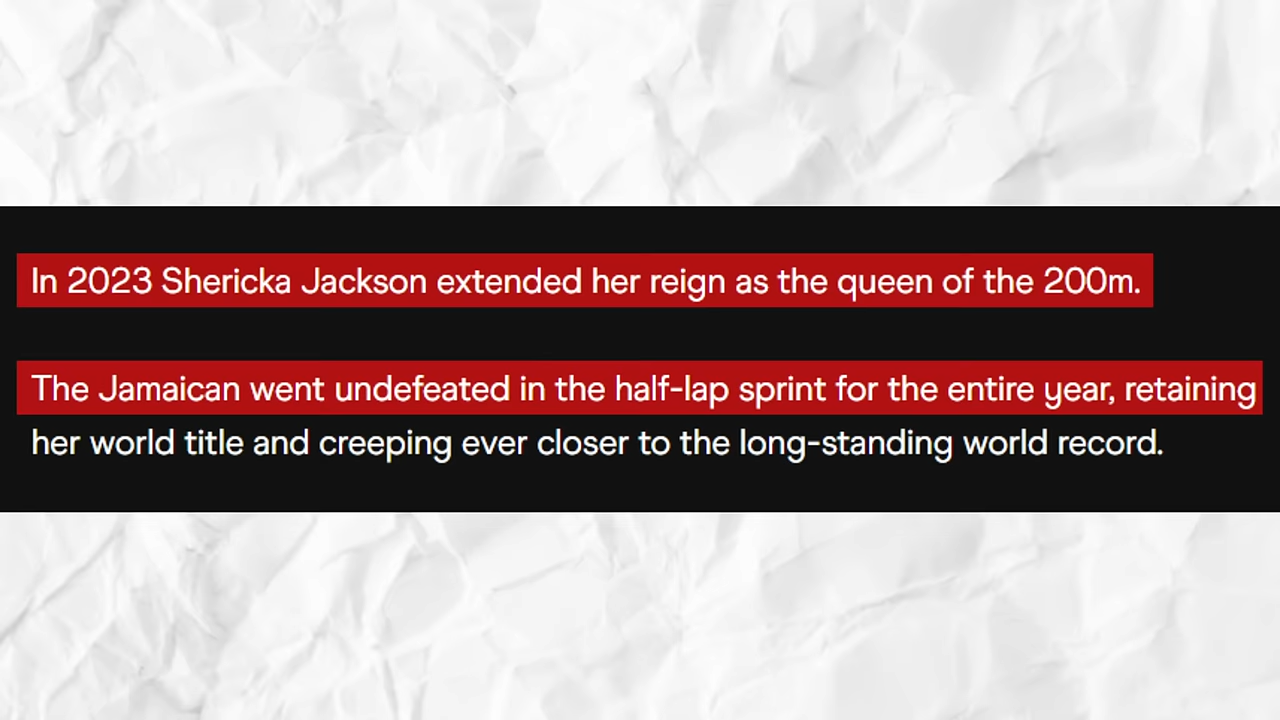 In 2023 Shericka Jackson extended her reign as the queen of the 200m.
The Jamaican went undefeated in the half-lap sprint for the entire year, retaining
her world title and creeping ever closer to the long-standing world record.